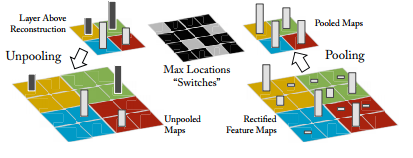 Layer Above
Reconstruction
Pooled Maps
Unpooling
Max Locations
"Switches"
Pooling
Unpooled
Maps
Rectified
Feature Maps